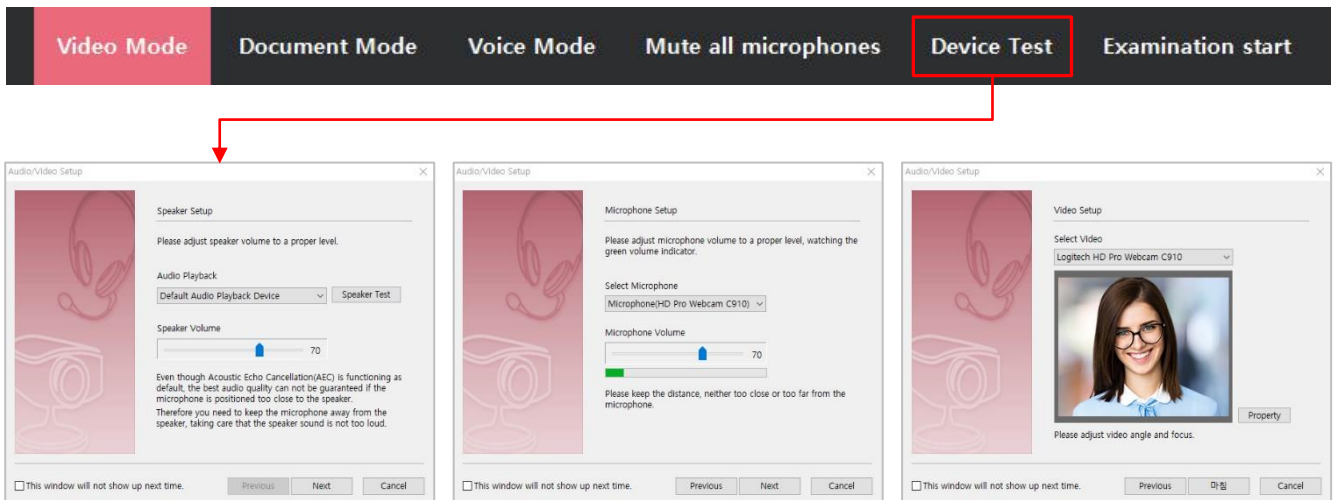 Video Mode Document Mode Voice Mode Mute all microphones Device Test Examination start
Audio/Video Setup
Speaker Setup
Please adjust speaker volume to a proper level.
Audio Playback
Default Audio Playback Device Speaker Test
Speaker Volume
70
Even though Acoustic Echo Cancellation(AEC) is functioning as
default, the best audio quality can not be guaranteed if the
microphone is positioned too close to the speaker.
Therefore you need to keep the microphone away from the
speaker, taking care that the speaker sound is not too loud.
This window will not show up next time. Previous Next Cancel
Audio/Video Setup
Microphone Setup
Please adjust microphone volume to a proper level, watching the
green volume indicator.
Select Microphone
Microphone(HD Pro Webcam C910)
Microphone Volume
70
Please keep the distance, neither too close or too far from the
microphone.
This window will not show up next time. Previous Next Cancel
Audio/Video Setup
Video Setup
Select Video
Logitech HD Pro Webcam C910
Property
Please adjust video angle and focus.
This window will not show up next time. Previous 마침 Cancel